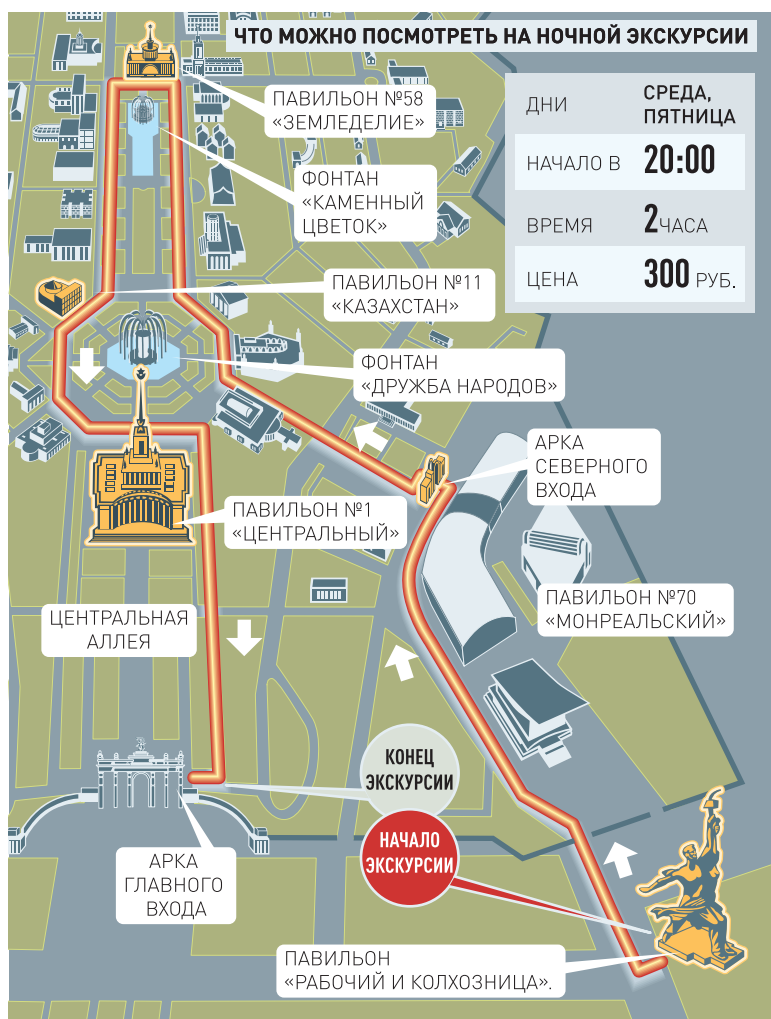 ЧТО МОЖНО ПОСМОТРЕТЬ НА НОЧНОЙ ЭКСКУРСИИ
ДНИ СРЕДА,
ПЯТНИЦА
НАЧАЛО В 20:00
ВРЕМЯ 2 ЧАСА
ЦЕНА 300 РУБ.
ПАВИЛЬОН №58
«ЗЕМЛЕДЕЛИЕ»
ФОНТАН
«КАМЕННЫЙ
ЦВЕТОК»
ПАВИЛЬОН №11
«КАЗАХСТАН»
ФОНТАН
«ДРУЖБА НАРОДОВ»
АРКА
СЕВЕРНОГО
ВХОДА
ПАВИЛЬОН №1
«ЦЕНТРАЛЬНЫЙ»
ПАВИЛЬОН №70
«МОНРЕАЛЬСКИЙ»
ЦЕНТРАЛЬНАЯ
АЛЛЕЯ
КОНЕЦ
ЭКСКУРСИИ
НАЧАЛО
ЭКСКУРСИИ
АРКА
ГЛАВНОГО
ВХОДА
ПАВИЛЬОН
«РАБОЧИЙ И КОЛХОЗНИЦА».